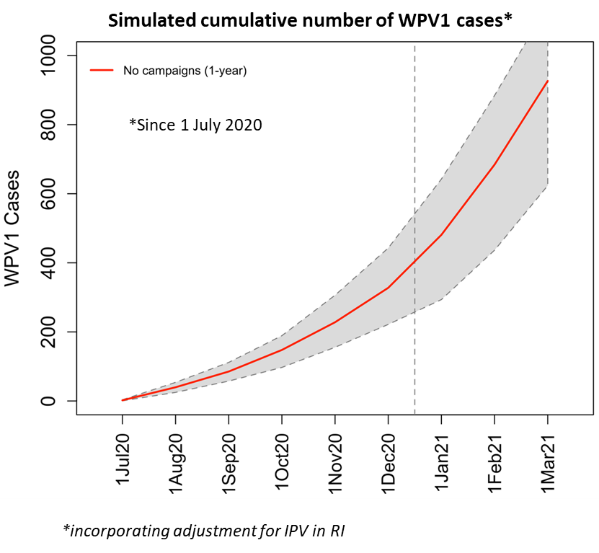 Simulated cumulative number of WPV1 cases*
No campaigns (1-year)
*Since 1 July 2020
WPV1 Cases
1000
800
600
400
200
0
1Jul20
1Aug20
1Sep20
1Oct20
1Nov20
1Dec20
1Jan21
1Feb21
1Mar21
*incorporating adjustment for IPV in RI